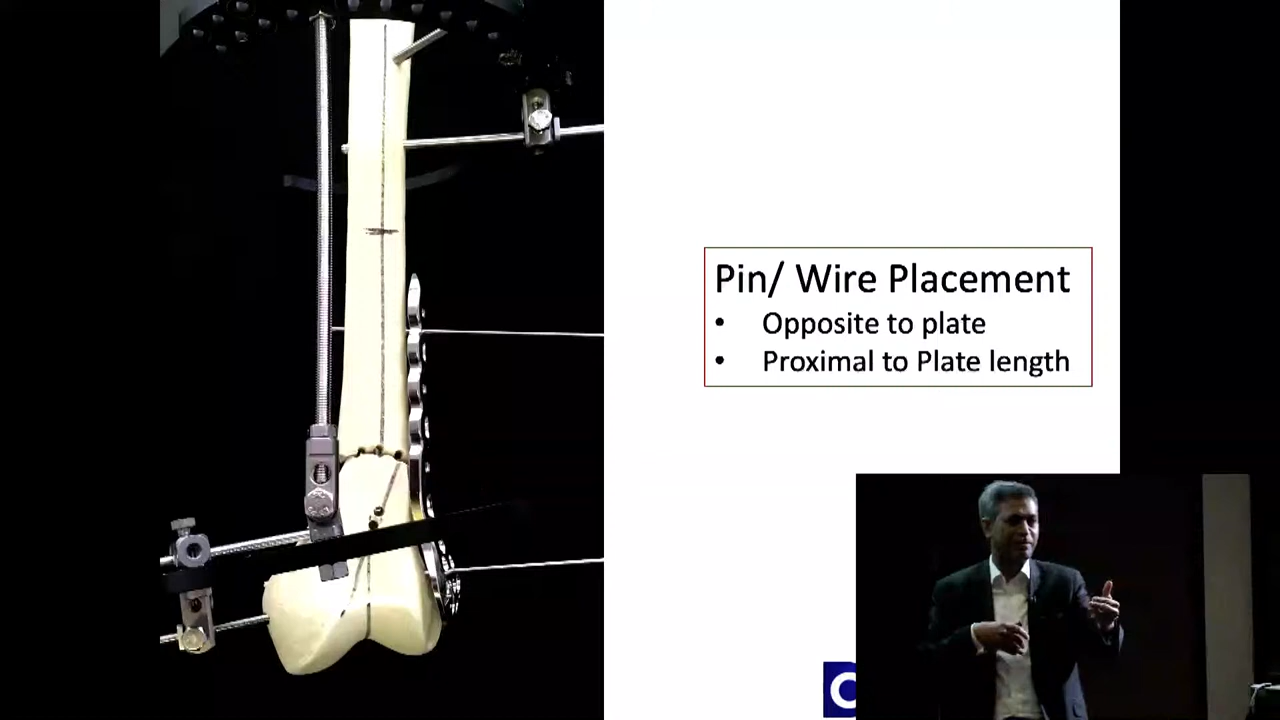 Pin/ Wire Placement
• Opposite to plate
• Proximal to Plate length